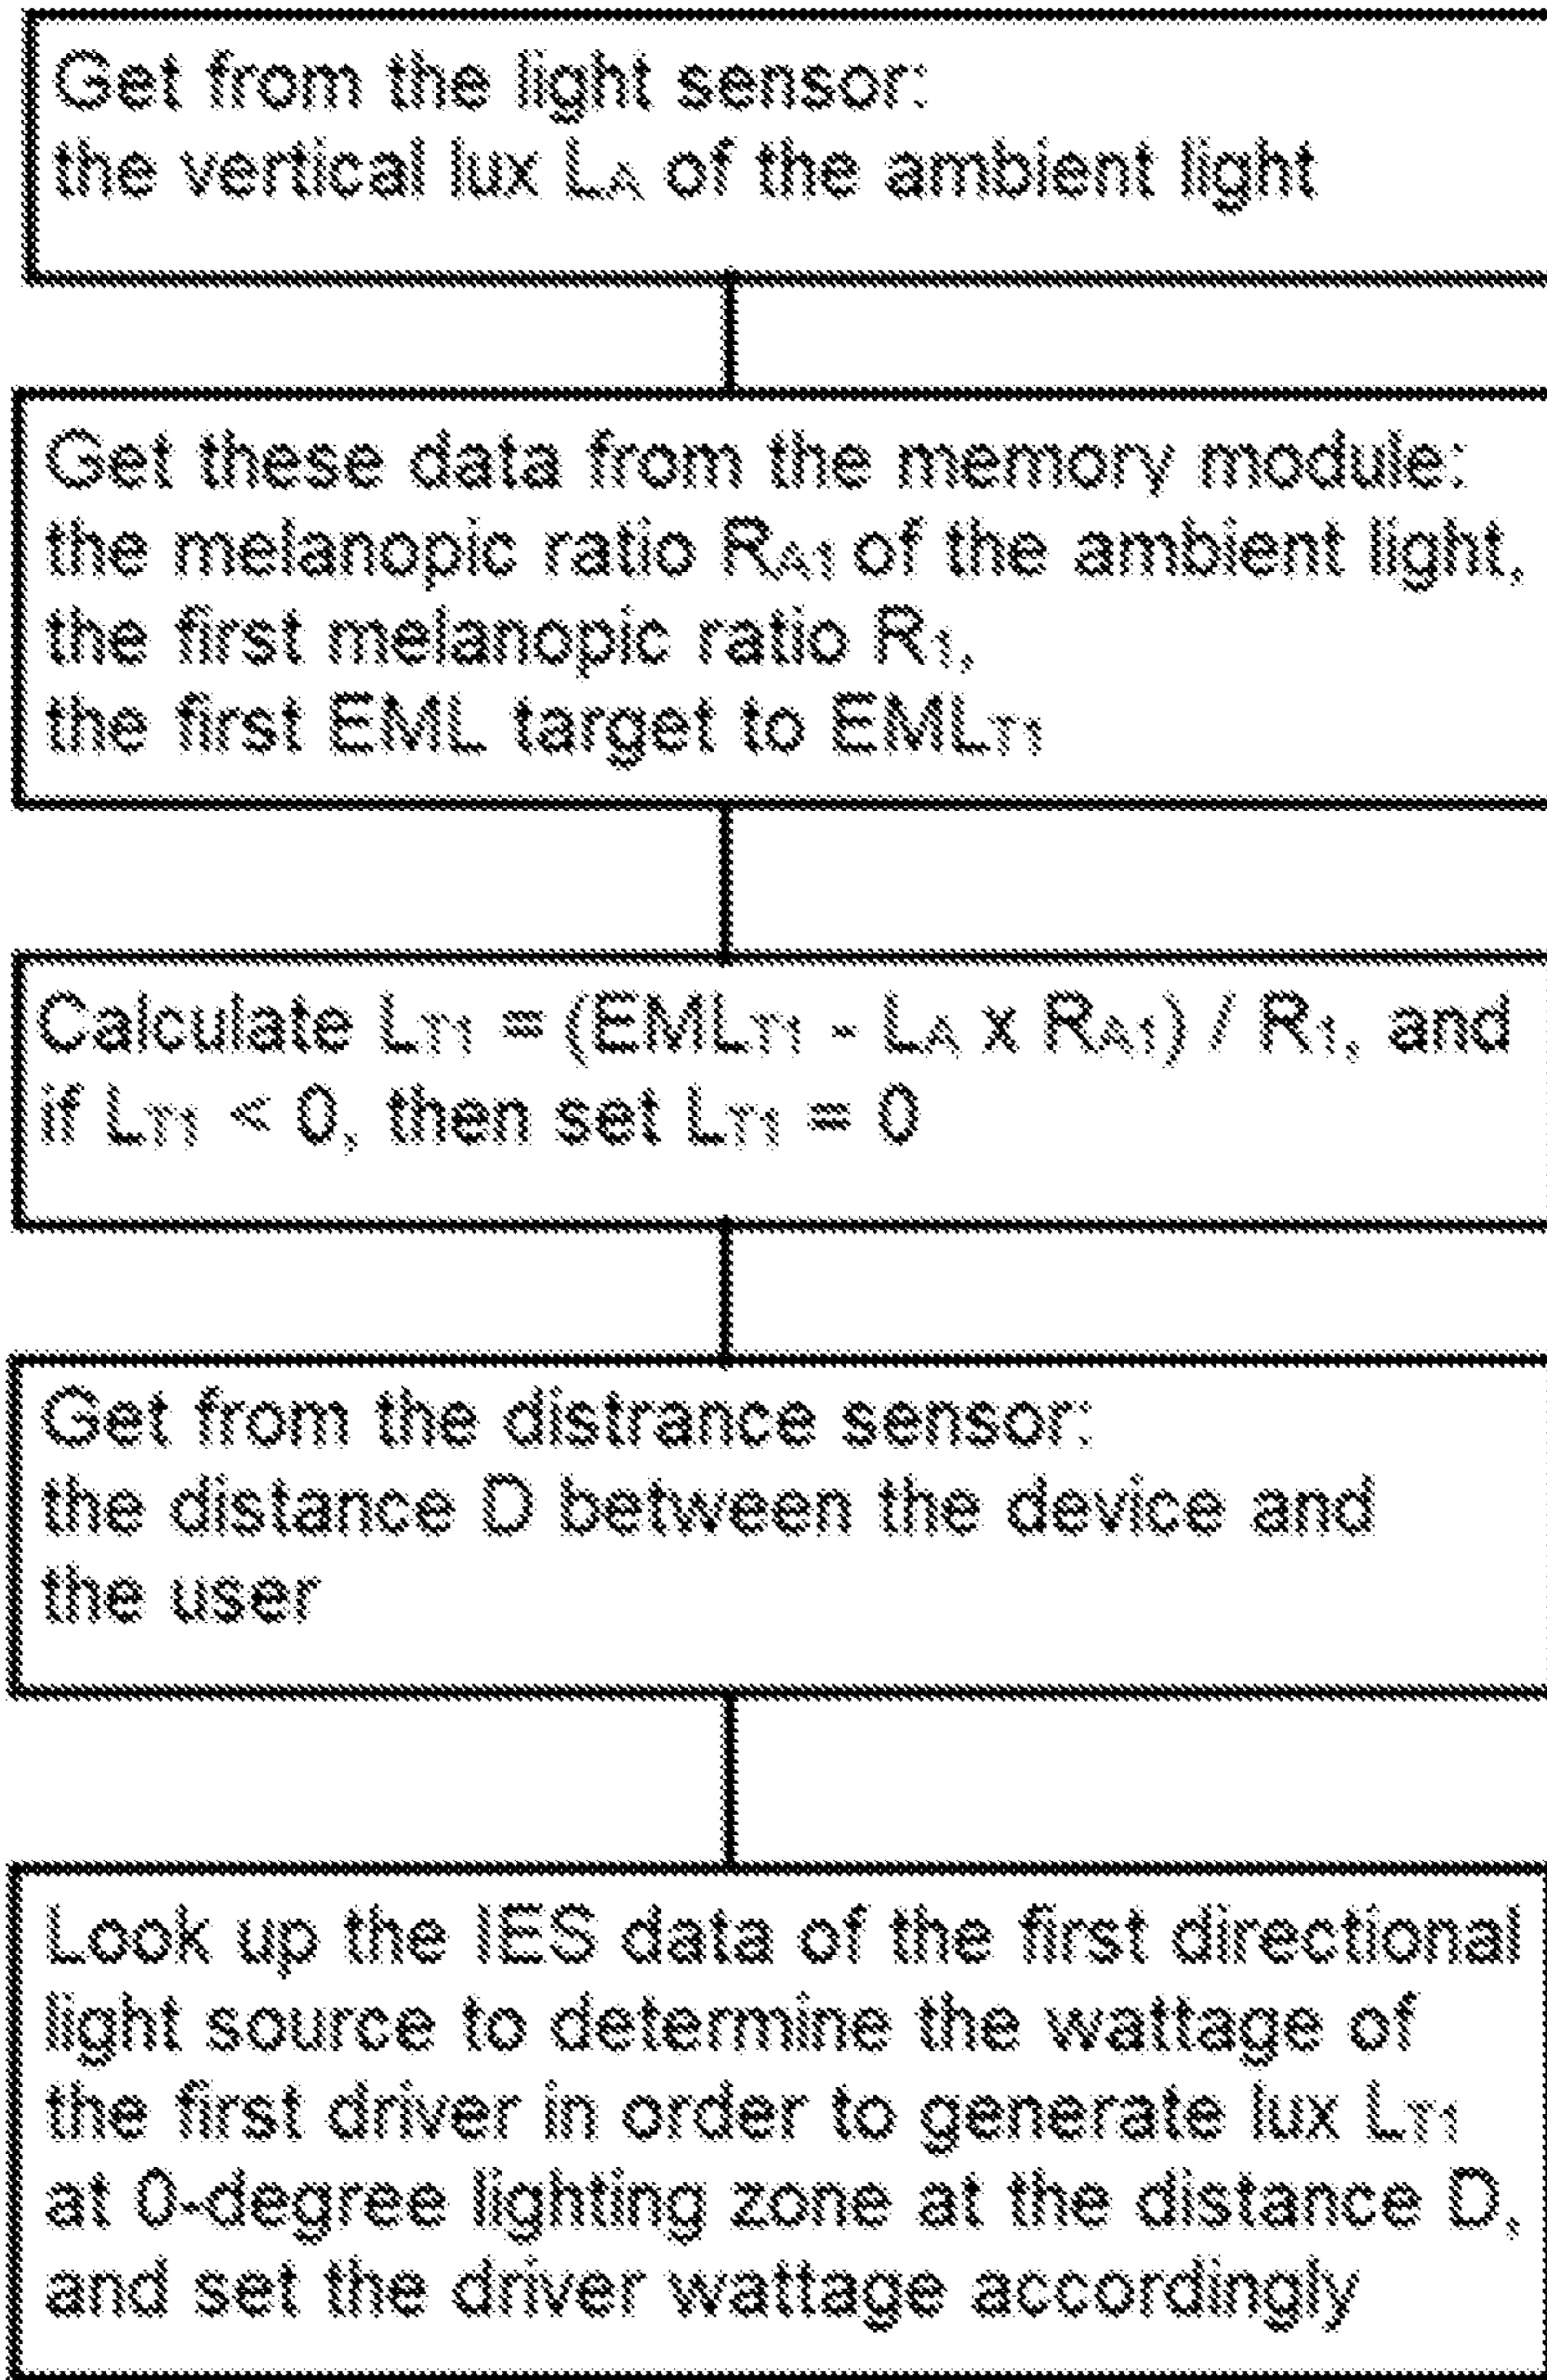 Get from the light sensor:
the vertical lux LA of the ambient light
Get these data from the memory module:
the melanopic ratio RA1 of the ambient light,
the first melanopic ratio R1,
the first EML target to EMLT1
Calculate LT1 = (EMLT1 - LA x RA1) / R1, and
if LT1 < 0, then set LT1 = 0
Get from the distrance sensor:
the distance D between the device and
the user
Look up the IES data of the first directional
light source to determine the wattage of
the first driver in order to generate lux LT1
at 0-degree lighting zone at the distance D,
and set the driver wattage accordingly